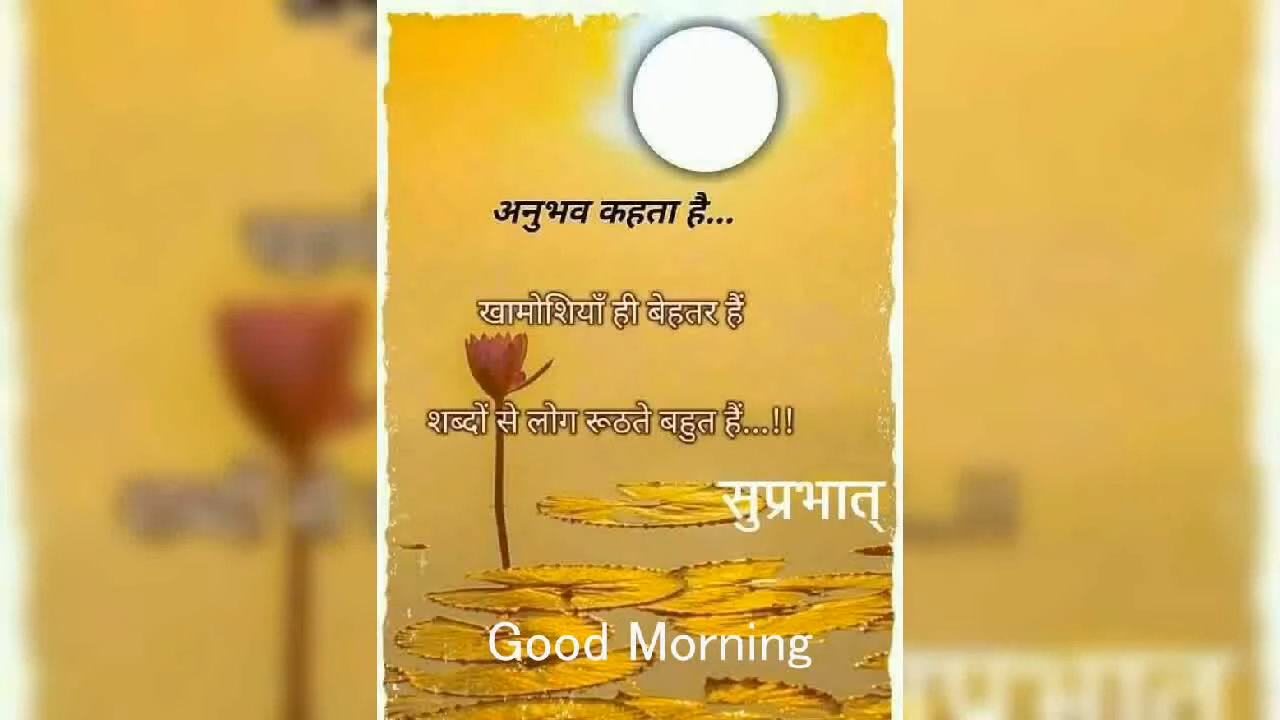 अनुभव कहता है...
खामोशियाँ ही बेहतर हैं
शब्दों से लोग रूठते बहुत हैं...!!
सुप्रभात्
Good Morning